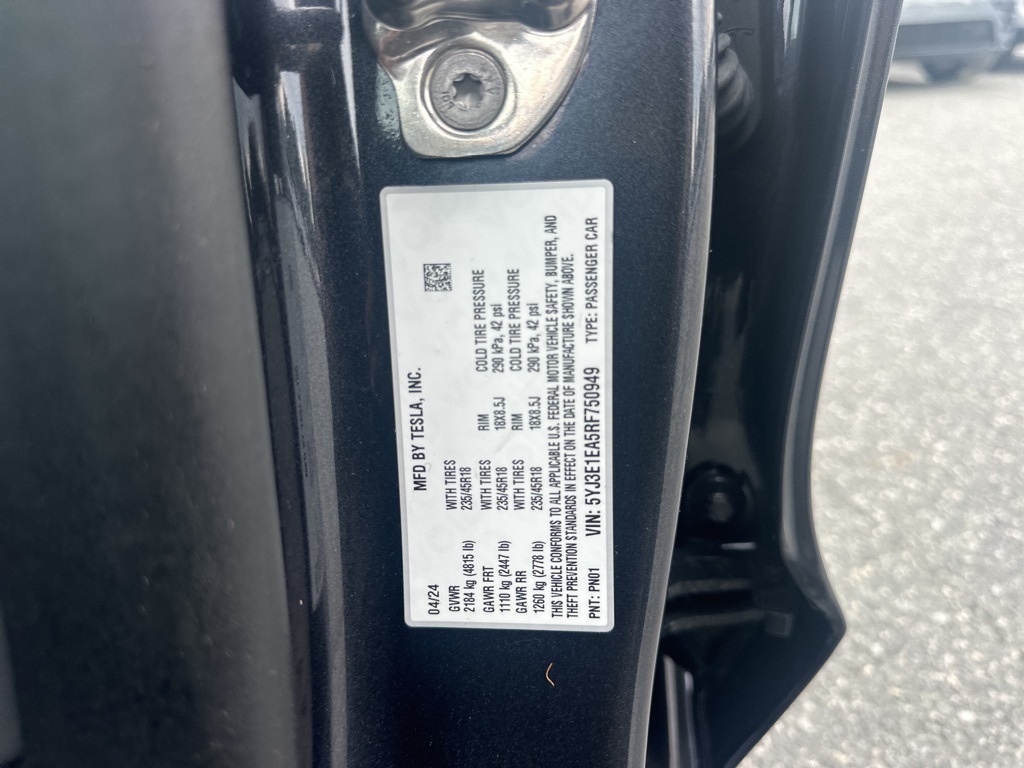 MFD BY TESLA, INC.
04/24
GVWR WITH TIRES
2184 kg (4815 lb) 235/45R18
GAWR FRT WITH TIRES RIM COLD TIRE PRESSURE
1110 kg (2447 lb) 235/45R18 18X8.5J 290 kPa, 42 psi
GAWR RR WITH TIRES RIM COLD TIRE PRESSURE
1260 kg (2778 lb) 235/45R18 18X8.5J 290 kPa, 42 psi
THIS VEHICLE CONFORMS TO ALL APPLICABLE U.S. FEDERAL MOTOR VEHICLE SAFETY, BUMPER, AND
THEFT PREVENTION STANDARDS IN EFFECT ON THE DATE OF MANUFACTURE SHOWN ABOVE.
PNT: PN01 VIN: 5YJ3E1EA5RF750949 TYPE: PASSENGER CAR